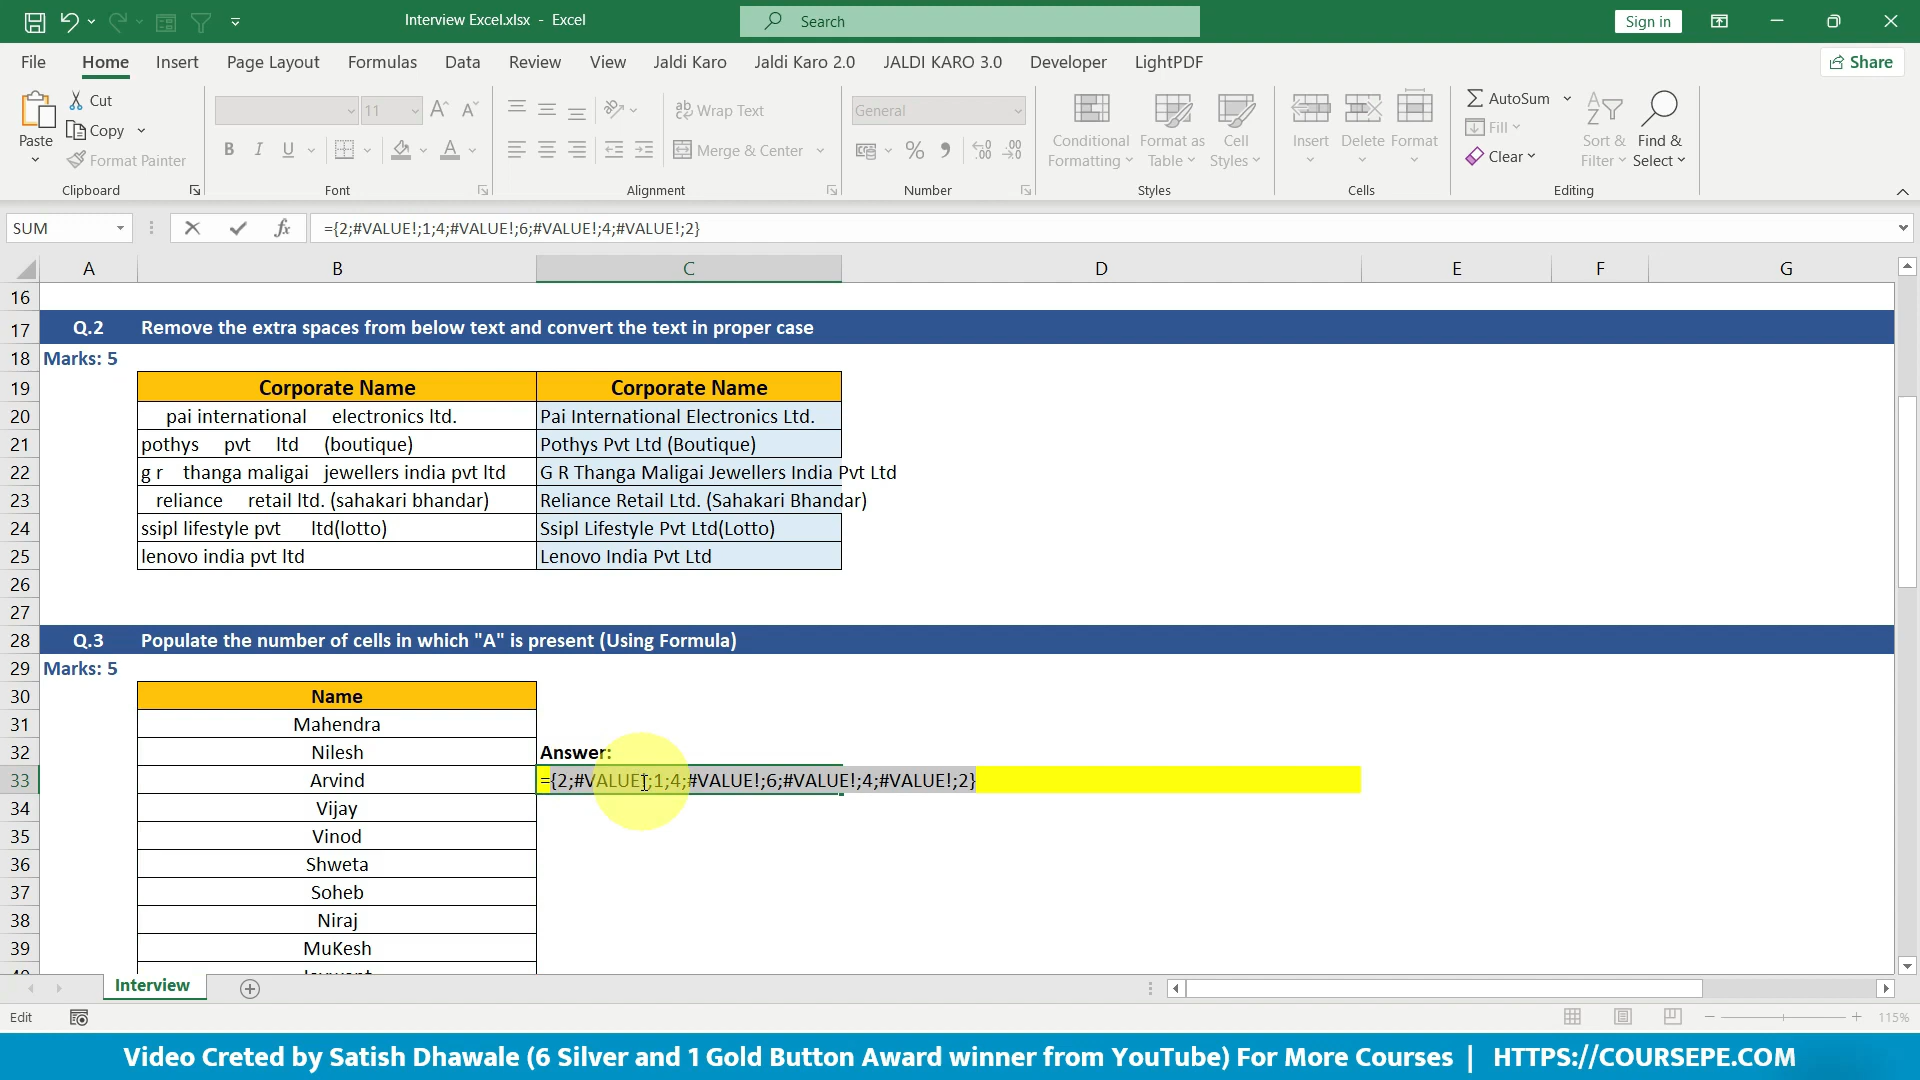 Interview Excel.xlsx - Excel
Search
Sign in
File Home Insert Page Layout Formulas Data Review View Jaldi Karo Jaldi Karo 2.0 JALDI KARO 3.0 Developer LightPDF
Share
Paste
Cut
Copy
Format Painter
Clipboard
11
B I U
Font
Wrap Text
Merge & Center
Alignment
General
Number
Conditional Formatting
Format as Table
Cell Styles
Styles
Insert
Delete
Format
Cells
AutoSum
Fill
Clear
Sort & Filter
Find & Select
Editing
SUM
fx
={2;#VALUE!;1;4;#VALUE!;6;#VALUE!;4;#VALUE!;2}
A B C D E F G
16
17 Q.2 Remove the extra spaces from below text and convert the text in proper case
18 Marks: 5
19 Corporate Name Corporate Name
20 pai international electronics ltd. Pai International Electronics Ltd.
21 pothys pvt ltd (boutique) Pothys Pvt Ltd (Boutique)
22 g r thanga maligai jewellers india pvt ltd G R Thanga Maligai Jewellers India Pvt Ltd
23 reliance retail ltd. (sahakari bhandar) Reliance Retail Ltd. (Sahakari Bhandar)
24 ssipl lifestyle pvt ltd(lotto) Ssipl Lifestyle Pvt Ltd(Lotto)
25 lenovo india pvt ltd Lenovo India Pvt Ltd
26
27
28 Q.3 Populate the number of cells in which "A" is present (Using Formula)
29 Marks: 5
30 Name
31 Mahendra
32 Nilesh Answer:
33 Arvind ={2;#VALUE!;1;4;#VALUE!;6;#VALUE!;4;#VALUE!;2}
34 Vijay
35 Vinod
36 Shweta
37 Soheb
38 Niraj
39 MuKesh
Interview
Edit
115%
Video Creted by Satish Dhawale (6 Silver and 1 Gold Button Award winner from YouTube) For More Courses | HTTPS://COURSEPE.COM